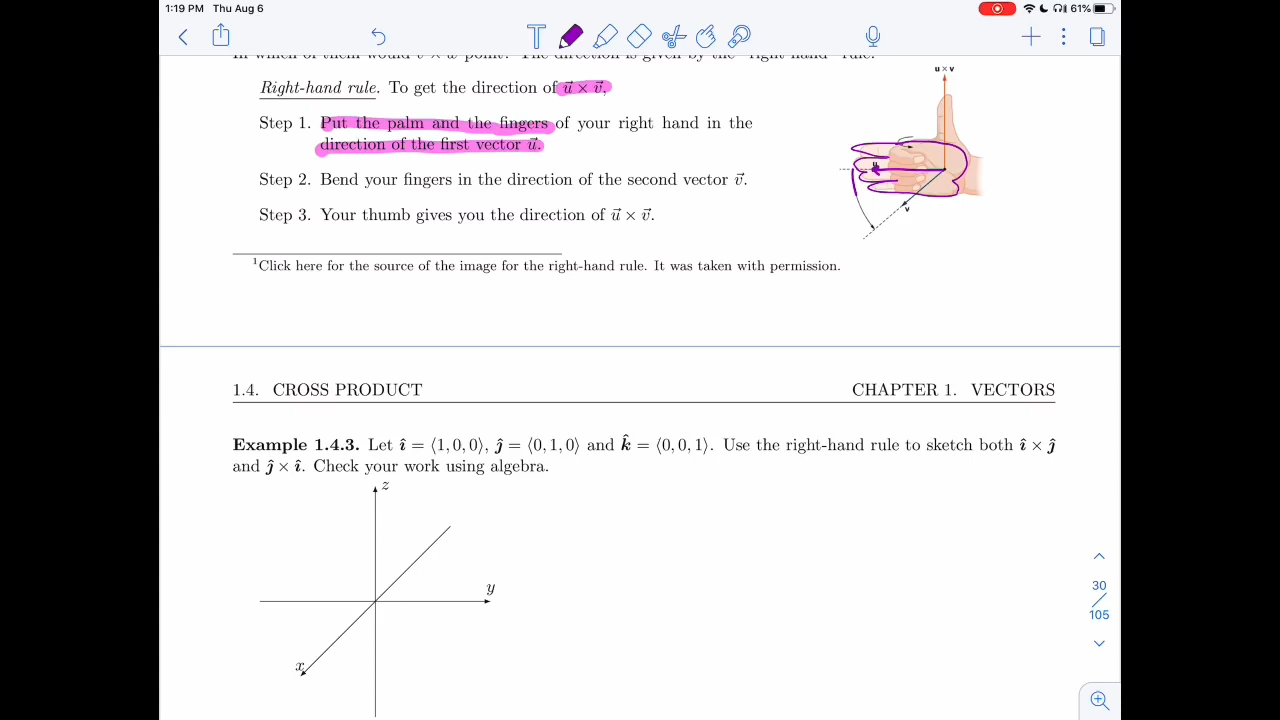 1:19 PM Thu Aug 6
61%
Right-hand rule. To get the direction of u⃗ × v⃗,
Step 1. Put the palm and the fingers of your right hand in the
direction of the first vector u⃗.
Step 2. Bend your fingers in the direction of the second vector v⃗.
Step 3. Your thumb gives you the direction of u⃗ × v⃗.
u × v
u
v
¹Click here for the source of the image for the right-hand rule. It was taken with permission.
1.4. CROSS PRODUCT CHAPTER 1. VECTORS
Example 1.4.3. Let î = ⟨1, 0, 0⟩, ĵ = ⟨0, 1, 0⟩ and k̂ = ⟨0, 0, 1⟩. Use the right-hand rule to sketch both î × ĵ
and ĵ × î. Check your work using algebra.
z
y
x
30
105